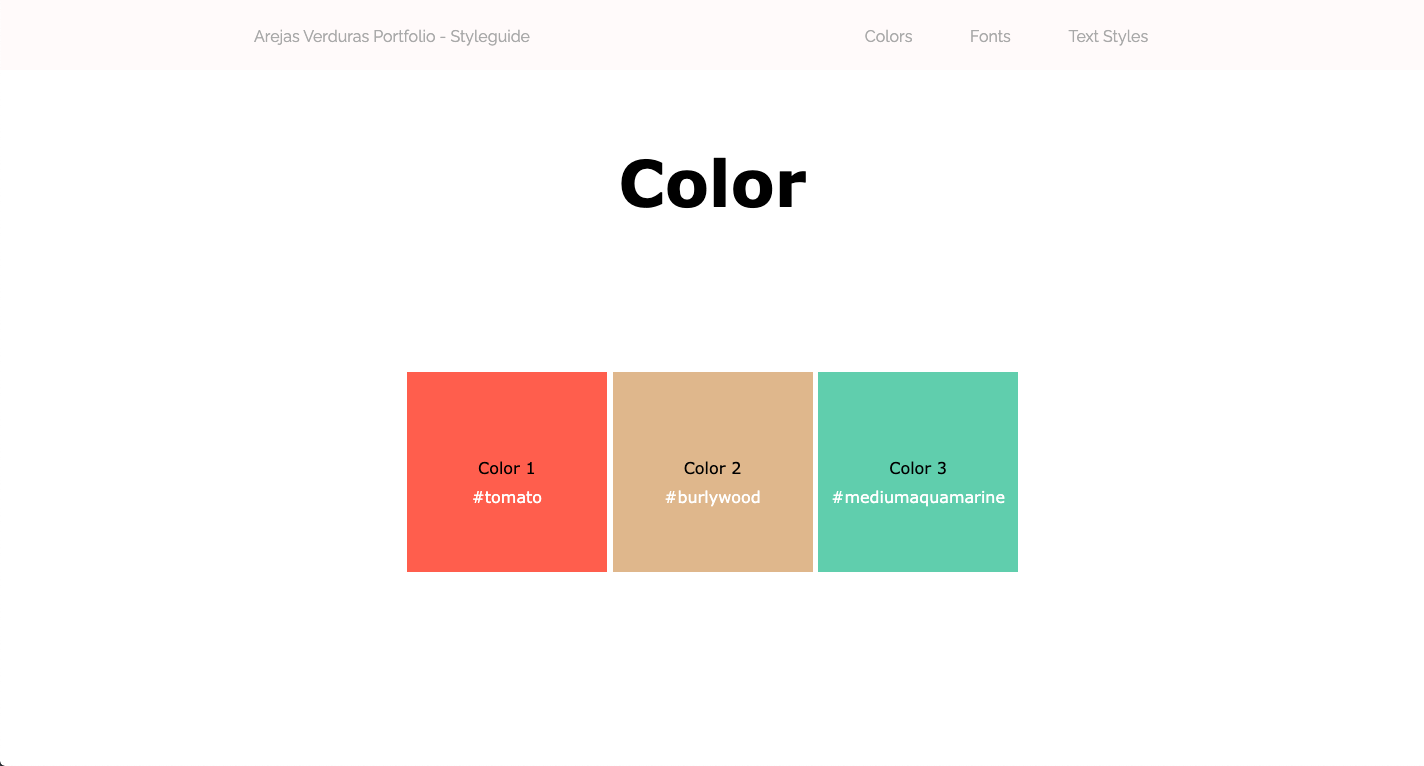 Arejas Verduras Portfolio - Styleguide Colors Fonts Text Styles
Color
Color 1 Color 2 Color 3
#tomato #burlywood #mediumaquamarine